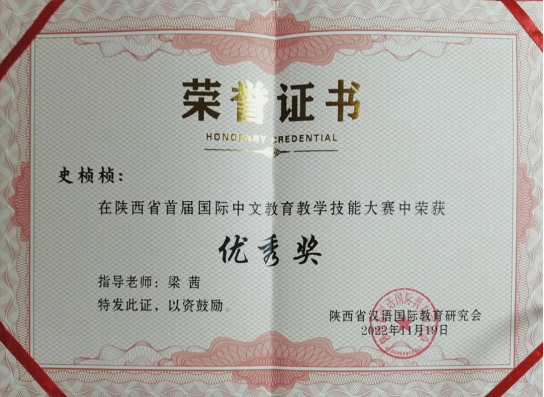 荣誉证书
HONORARY CREDENTIAL
史桢桢：
在陕西省首届国际中文教育教学技能大赛中荣获
优秀奖
指导老师：梁茜
特发此证，以资鼓励。
陕西省汉语国际教育研究会
2022年11月19日